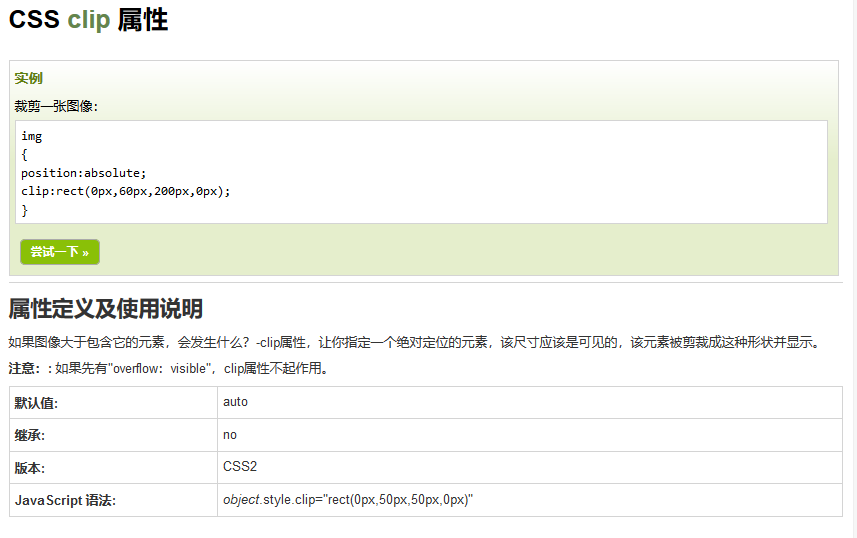 CSS clip 属性
实例
裁剪一张图像：
img
{
position:absolute;
clip:rect(0px,60px,200px,0px);
}
尝试一下 »
属性定义及使用说明
如果图像大于包含它的元素，会发生什么？-clip属性，让你指定一个绝对定位的元素，该尺寸应该是可见的，该元素被剪裁成这种形状并显示。
注意：: 如果先有"overflow：visible"，clip属性不起作用。
默认值: auto
继承: no
版本: CSS2
JavaScript 语法: object.style.clip="rect(0px,50px,50px,0px)"